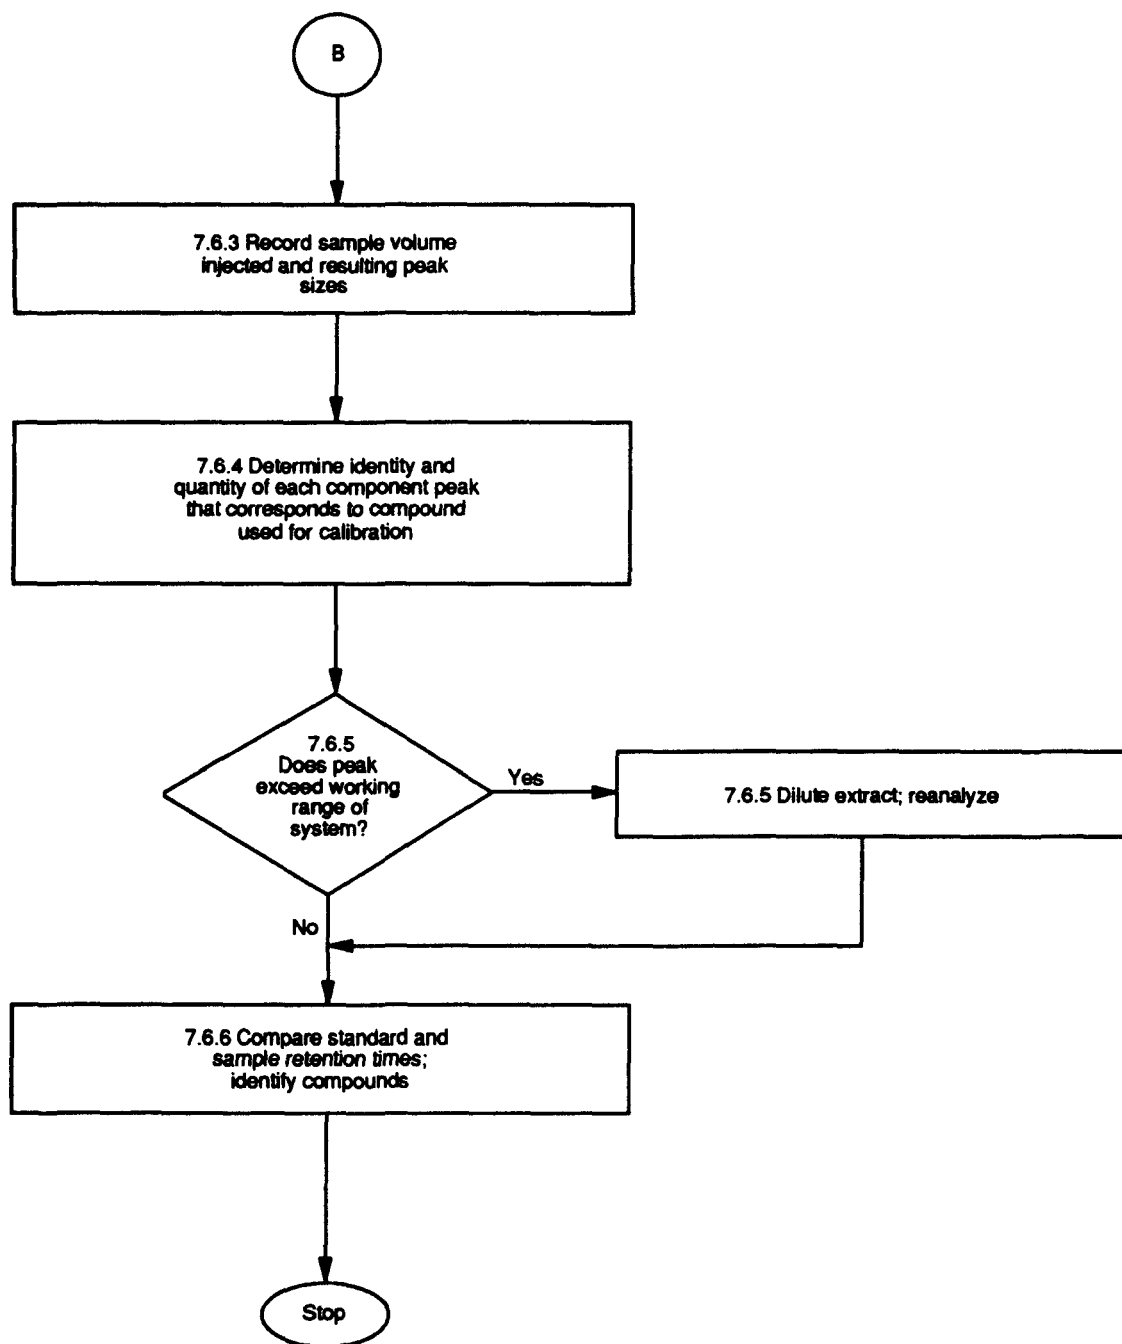 B
7.6.3 Record sample volume
injected and resulting peak
sizes
7.6.4 Determine identity and
quantity of each component peak
that corresponds to compound
used for calibration
7.6.5
Does peak
exceed working
range of
system?
Yes
7.6.5 Dilute extract; reanalyze
No
7.6.6 Compare standard and
sample retention times;
identify compounds
Stop